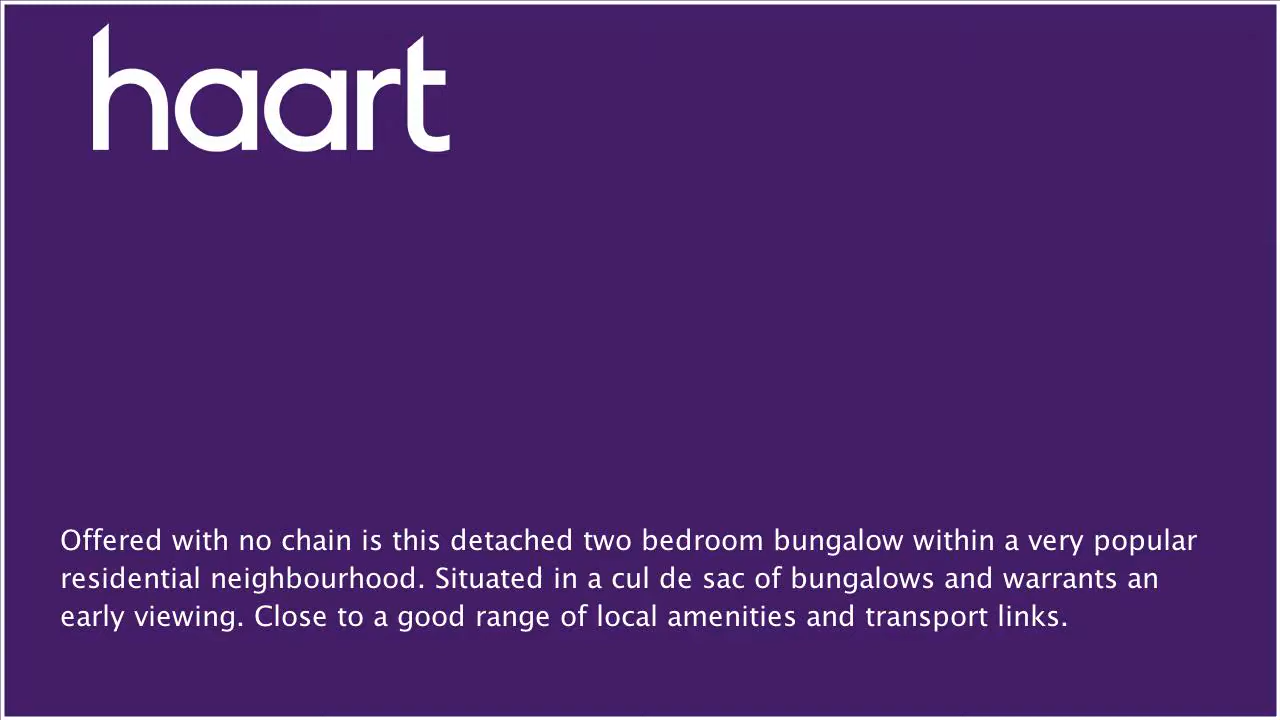 haart
Offered with no chain is this detached two bedroom bungalow within a very popular
residential neighbourhood. Situated in a cul de sac of bungalows and warrants an
early viewing. Close to a good range of local amenities and transport links.